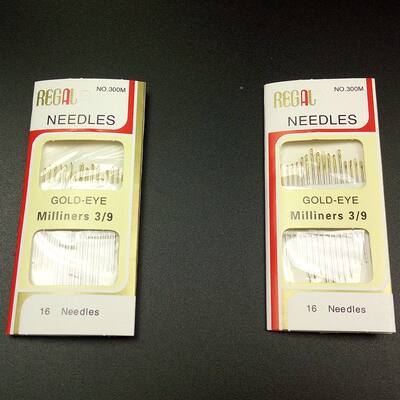 REGAL
NO.300M
NEEDLES
GOLD-EYE
Milliners 3/9
16 Needles
REGAL
NO.300M
NEEDLES
GOLD-EYE
Milliners 3/9
16 Needles